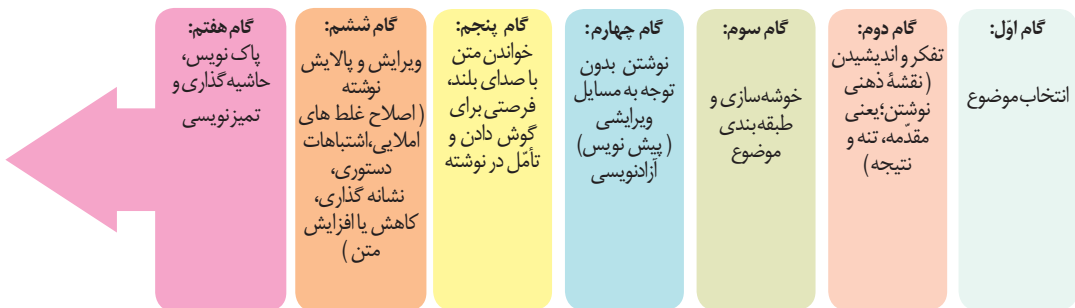 گام اوّل:
انتخاب موضوع
گام دوم:
تفکر و اندیشیدن
(نقشهٔ ذهنی
نوشتن؛یعنی
مقدّمه، تنه و
نتیجه)
گام سوم:
خوشه‌سازی و
طبقه‌بندی
موضوع
گام چهارم:
نوشتن بدون
توجه به مسایل
ویرایشی
(پیش نویس)
آزادنویسی
گام پنجم:
خواندن متن
با صدای بلند،
فرصتی برای
گوش دادن و
تأمّل در نوشته
گام ششم:
ویرایش و پالایش
نوشته
(اصلاح غلط های
املایی،اشتباهات
دستوری،
نشانه گذاری،
کاهش یا افزایش
متن)
گام هفتم:
پاک نویس،
حاشیه‌گذاری و
تمیزنویسی